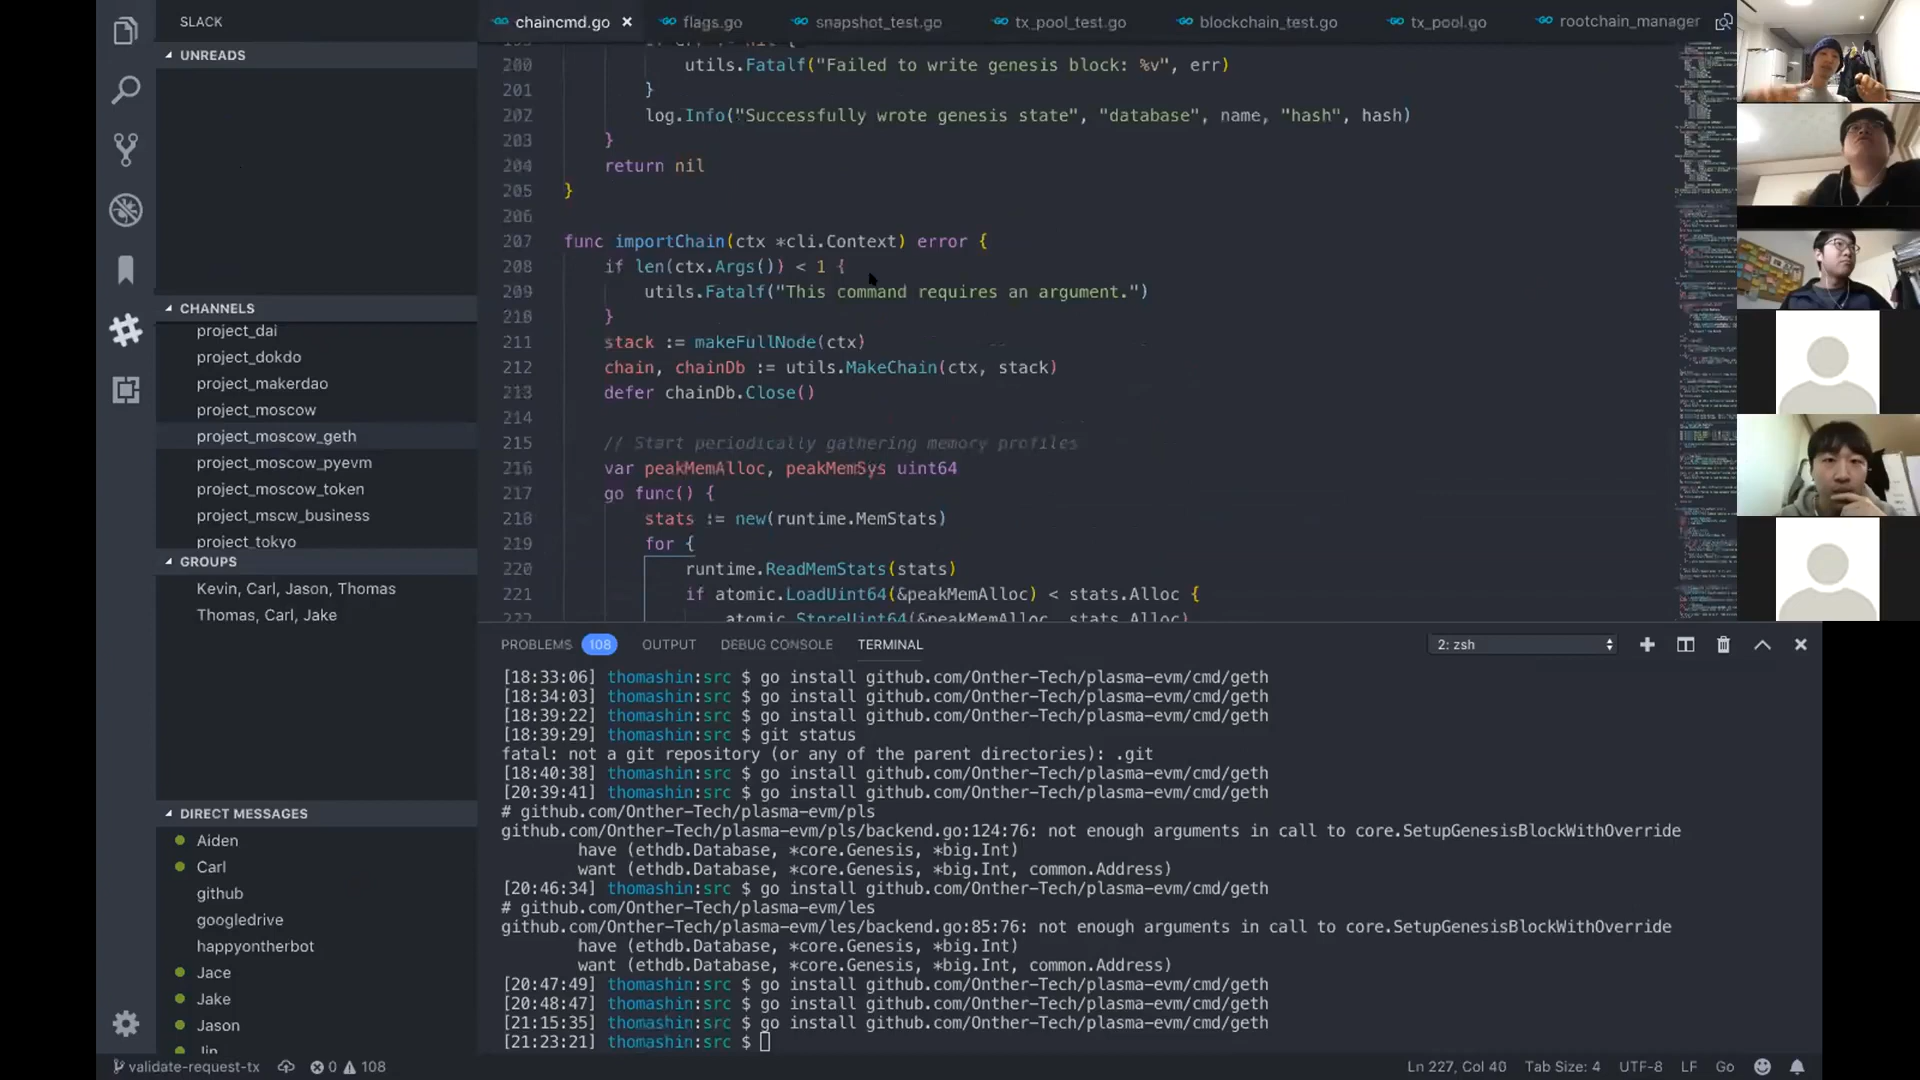 SLACK
UNREADS
CHANNELS
project_dai
project_dokdo
project_makerdao
project_moscow
project_moscow_geth
project_moscow_pyevm
project_moscow_token
project_mscw_business
project_tokyo
GROUPS
Kevin, Carl, Jason, Thomas
Thomas, Carl, Jake
DIRECT MESSAGES
Aiden
Carl
github
googledrive
happyontherbot
Jace
Jake
Jason
Jin
chaincmd.go × flags.go snapshot_test.go tx_pool_test.go blockchain_test.go tx_pool.go rootchain_manager
200 utils.Fatalf("Failed to write genesis block: %v", err)
201 }
202 log.Info("Successfully wrote genesis state", "database", name, "hash", hash)
203 }
204 return nil
205 }
206
207 func importChain(ctx *cli.Context) error {
208 if len(ctx.Args()) < 1 {
209 utils.Fatalf("This command requires an argument.")
210 }
211 stack := makeFullNode(ctx)
212 chain, chainDb := utils.MakeChain(ctx, stack)
213 defer chainDb.Close()
214
215 // Start periodically gathering memory profiles
216 var peakMemAlloc, peakMemSys uint64
217 go func() {
218 stats := new(runtime.MemStats)
219 for {
220 runtime.ReadMemStats(stats)
221 if atomic.LoadUint64(&peakMemAlloc) < stats.Alloc {
222 atomic.StoreUint64(&peakMemAlloc, stats.Alloc)
PROBLEMS 108 OUTPUT DEBUG CONSOLE TERMINAL 2: zsh
[18:33:06] thomashin:src $ go install github.com/Onther-Tech/plasma-evm/cmd/geth
[18:34:03] thomashin:src $ go install github.com/Onther-Tech/plasma-evm/cmd/geth
[18:39:22] thomashin:src $ go install github.com/Onther-Tech/plasma-evm/cmd/geth
[18:39:29] thomashin:src $ git status
fatal: not a git repository (or any of the parent directories): .git
[18:40:38] thomashin:src $ go install github.com/Onther-Tech/plasma-evm/cmd/geth
[20:39:41] thomashin:src $ go install github.com/Onther-Tech/plasma-evm/cmd/geth
# github.com/Onther-Tech/plasma-evm/pls
github.com/Onther-Tech/plasma-evm/pls/backend.go:124:76: not enough arguments in call to core.SetupGenesisBlockWithOverride
have (ethdb.Database, *core.Genesis, *big.Int)
want (ethdb.Database, *core.Genesis, *big.Int, common.Address)
[20:46:34] thomashin:src $ go install github.com/Onther-Tech/plasma-evm/cmd/geth
# github.com/Onther-Tech/plasma-evm/les
github.com/Onther-Tech/plasma-evm/les/backend.go:85:76: not enough arguments in call to core.SetupGenesisBlockWithOverride
have (ethdb.Database, *core.Genesis, *big.Int)
want (ethdb.Database, *core.Genesis, *big.Int, common.Address)
[20:47:49] thomashin:src $ go install github.com/Onther-Tech/plasma-evm/cmd/geth
[20:48:47] thomashin:src $ go install github.com/Onther-Tech/plasma-evm/cmd/geth
[21:15:35] thomashin:src $ go install github.com/Onther-Tech/plasma-evm/cmd/geth
[21:23:21] thomashin:src $
validate-request-tx 0 108 Ln 227, Col 40 Tab Size: 4 UTF-8 LF Go